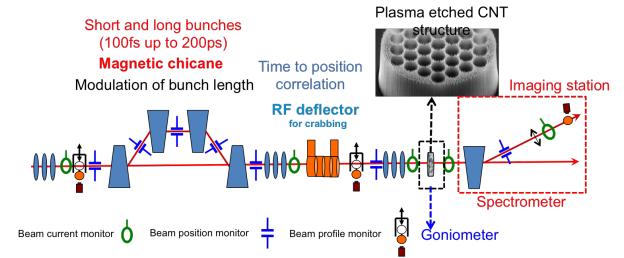 Plasma etched CNT
structure
Short and long bunches
(100fs up to 200ps)
Magnetic chicane
Modulation of bunch length
Time to position
correlation
RF deflector
for crabbing
Imaging station
Spectrometer
Beam current monitor
Beam position monitor
Beam profile monitor
Goniometer